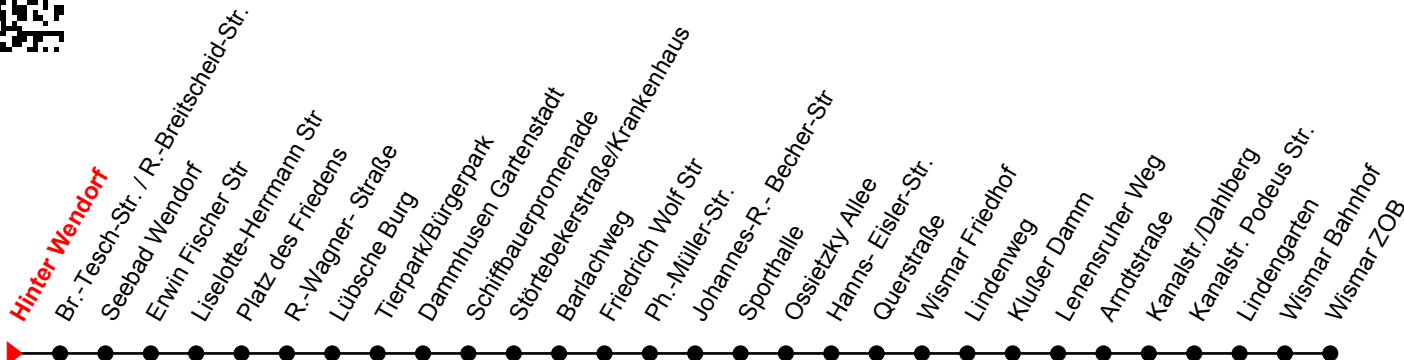 Hinter Wendorf
Br.-Tesch-Str. / R.-Breitscheid-Str.
Seebad Wendorf
Erwin Fischer Str
Liselotte-Herrmann Str
Platz des Friedens
R.-Wagner- Straße
Lübsche Burg
Tierpark/Bürgerpark
Dammhusen Gartenstadt
Schiffbauerpromenade
Störtebekerstraße/Krankenhaus
Barlachweg
Friedrich Wolf Str
Ph.-Müller-Str.
Johannes-R.- Becher-Str
Sporthalle
Ossietzky Allee
Hanns- Eisler-Str.
Querstraße
Wismar Friedhof
Lindenweg
Klußer Damm
Lenensruher Weg
Arndtstraße
Kanalstr./Dahlberg
Kanalstr. Podeus Str.
Lindengarten
Wismar Bahnhof
Wismar ZOB